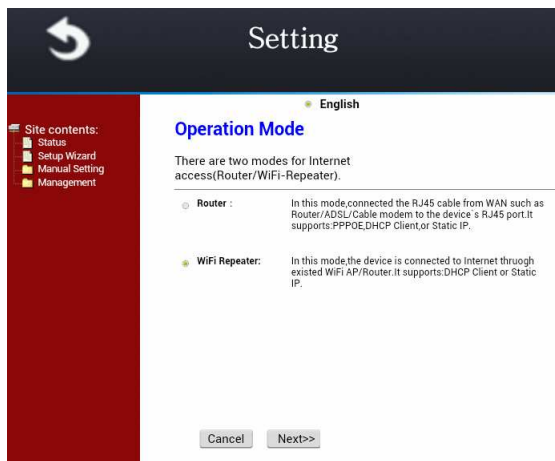 Setting
English
Site contents:
Status
Setup Wizard
Manual Setting
Management
Operation Mode
There are two modes for Internet
access(Router/WiFi-Repeater).
Router :
In this mode,connected the RJ45 cable from WAN such as
Router/ADSL/Cable modem to the device`s RJ45 port.It
supports:PPPOE,DHCP Client,or Static IP.
WiFi Repeater:
In this mode,the device is connected to Internet thruogh
existed WiFi AP/Router.It supports:DHCP Client or Static
IP.
Cancel
Next>>